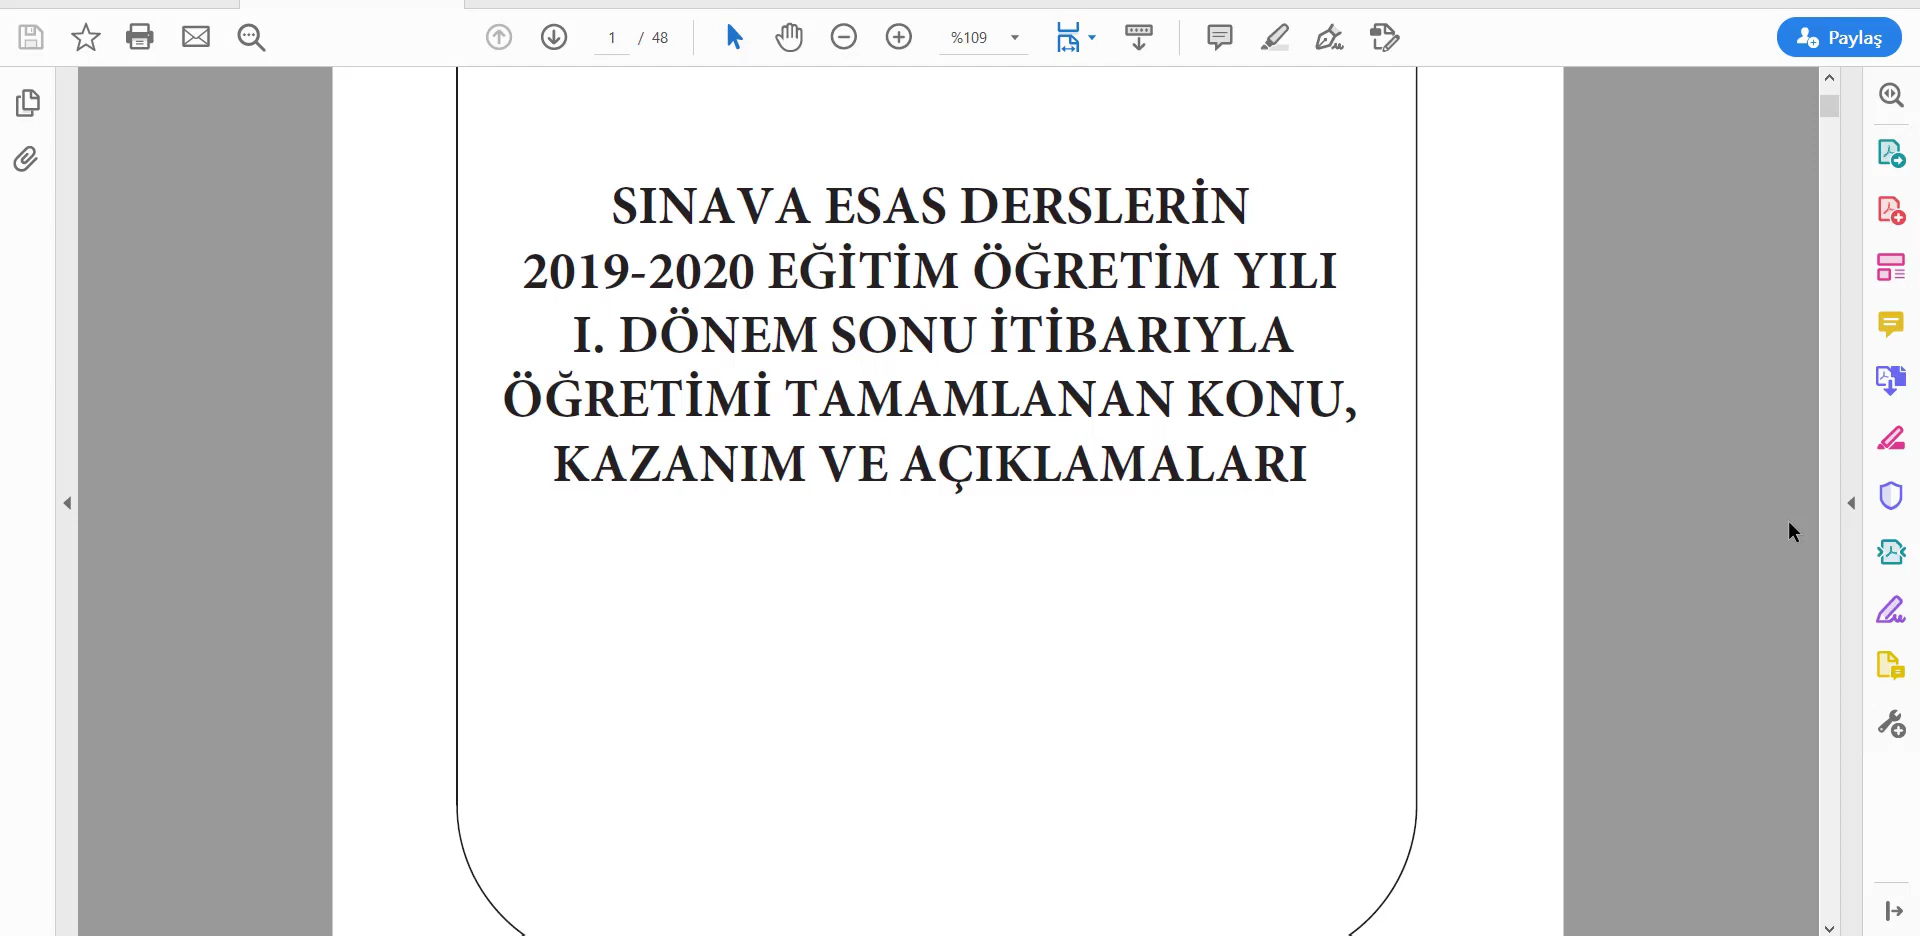 1 / 48 %109 Paylaş
SINAVA ESAS DERSLERİN
2019-2020 EĞİTİM ÖĞRETİM YILI
I. DÖNEM SONU İTİBARIYLA
ÖĞRETİMİ TAMAMLANAN KONU,
KAZANIM VE AÇIKLAMALARI